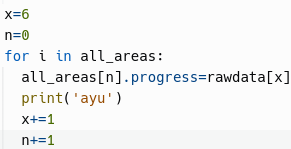 x=6
n=0
for i in all_areas:
  all_areas[n].progress=rawdata[x]
  print('ayu')
  x+=1
  n+=1